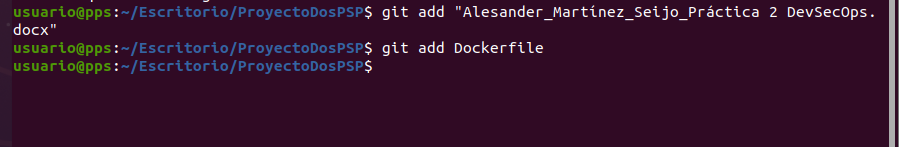 usuario@pps:~/Escritorio/ProyectoDosPSP$ git add "Alesander_Martínez_Seijo_Práctica 2 DevSecOps.
docx"
usuario@pps:~/Escritorio/ProyectoDosPSP$ git add Dockerfile
usuario@pps:~/Escritorio/ProyectoDosPSP$